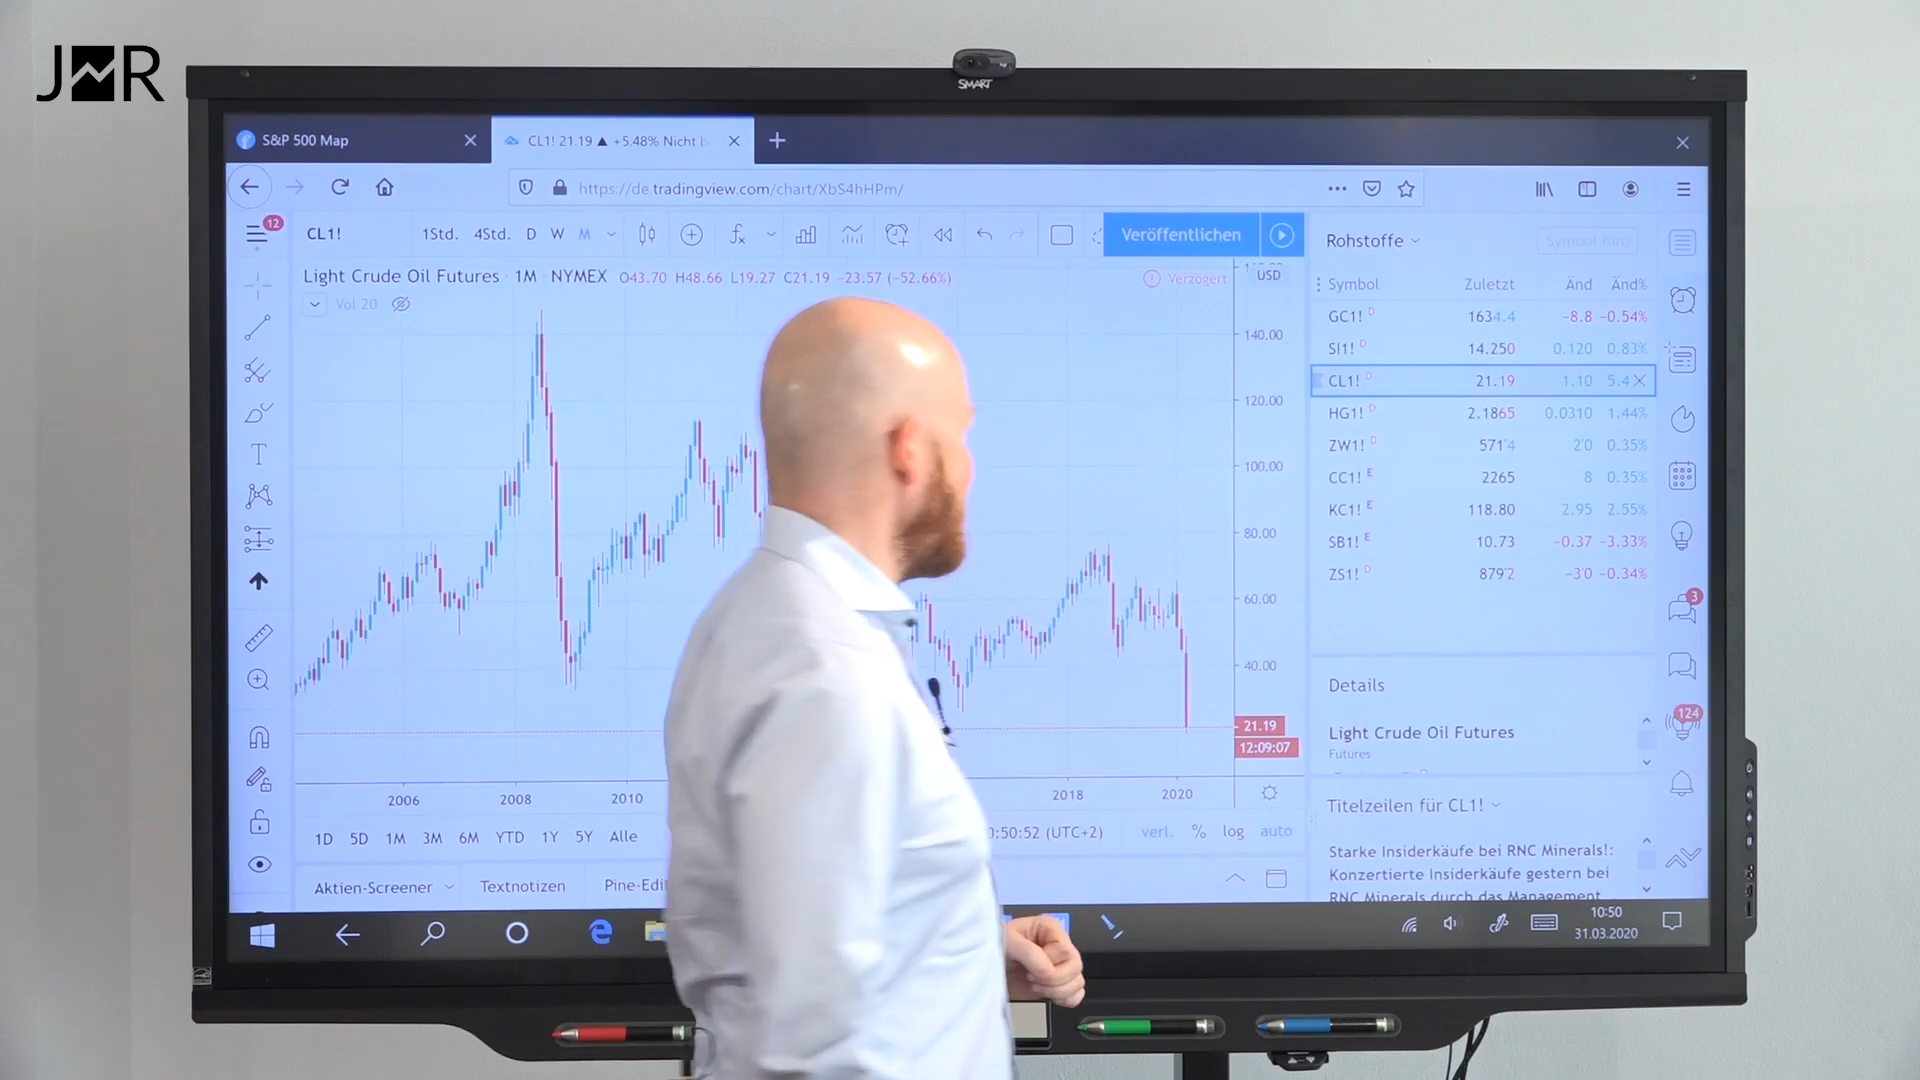 J R
SMART
S&P 500 Map
CL1! 21.19 ▲ +5.48% Nicht b
https://de.tradingview.com/chart/XbS4hHPm/
12
CL1!
1Std. 4Std. D W M
Veröffentlichen
Light Crude Oil Futures · 1M · NYMEX O43.70 H48.66 L19.27 C21.19 −23.57 (−52.66%)
Verzögert
USD
Vol 20
140.00
120.00
100.00
80.00
60.00
40.00
21.19
12:09:07
2006 2008 2010 2018 2020
1D 5D 1M 3M 6M YTD 1Y 5Y Alle
0:50:52 (UTC+2) verl. % log auto
Aktien-Screener Textnotizen Pine-Edi
Rohstoffe
Symbol hinz
Symbol Zuletzt Änd Änd%
GC1! D 1634.4 −8.8 −0.54%
SI1! D 14.250 0.120 0.83%
CL1! D 21.19 1.10 5.4
HG1! D 2.1865 0.0310 1.44%
ZW1! D 571'4 2'0 0.35%
CC1! E 2265 8 0.35%
KC1! E 118.80 2.95 2.55%
SB1! E 10.73 −0.37 −3.33%
ZS1! D 879'2 −3'0 −0.34%
3
Details
124
Light Crude Oil Futures
Futures
Titelzeilen für CL1!
Starke Insiderkäufe bei RNC Minerals!:
Konzertierte Insiderkäufe gestern bei
RNC Minerals durch das Management
10:50
31.03.2020